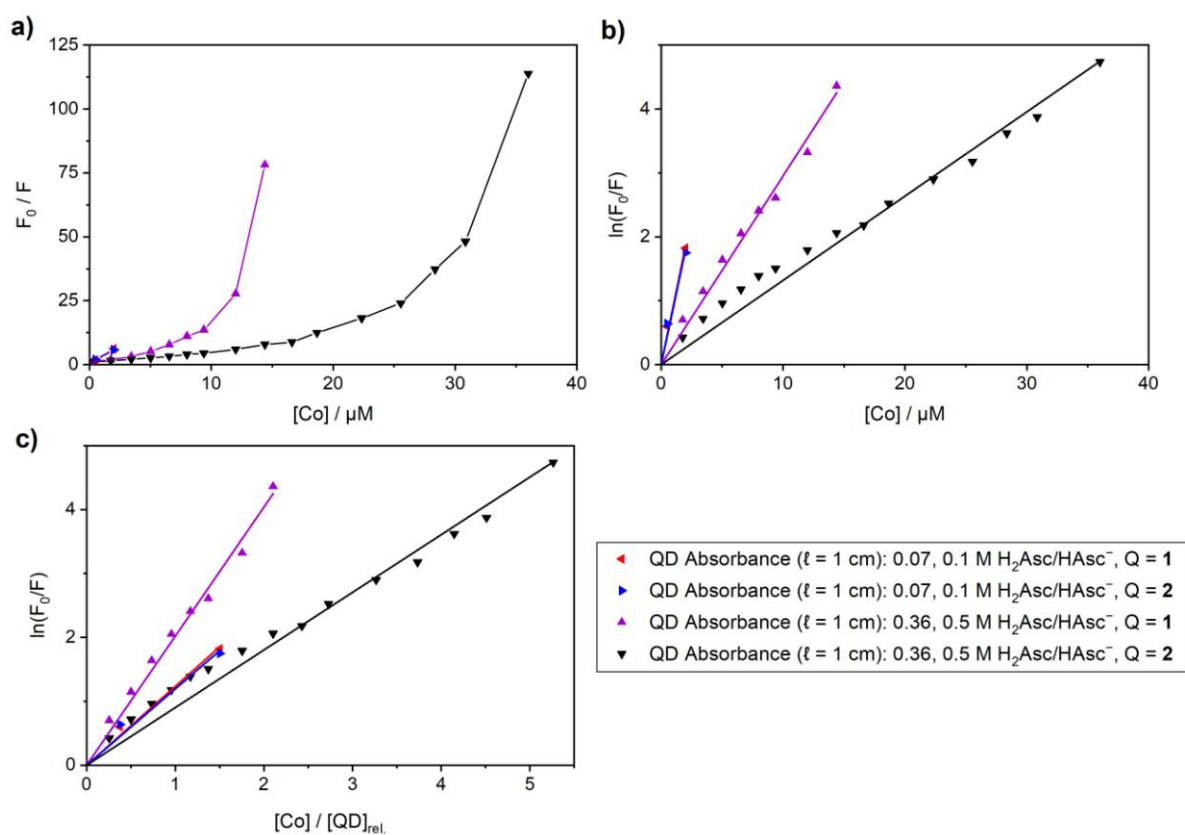 a)
125
100
75
50
25
0
F₀ / F
0
10
20
30
40
[Co] / µM
b)
4
2
0
ln(F₀/F)
0
10
20
30
40
[Co] / µM
c)
4
2
0
ln(F₀/F)
0
1
2
3
4
5
[Co] / [QD]rel.
QD Absorbance (ℓ = 1 cm): 0.07, 0.1 M H₂Asc/HAsc⁻, Q = 1
QD Absorbance (ℓ = 1 cm): 0.07, 0.1 M H₂Asc/HAsc⁻, Q = 2
QD Absorbance (ℓ = 1 cm): 0.36, 0.5 M H₂Asc/HAsc⁻, Q = 1
QD Absorbance (ℓ = 1 cm): 0.36, 0.5 M H₂Asc/HAsc⁻, Q = 2